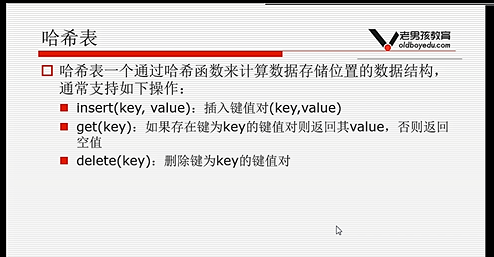 哈希表
老男孩教育
oldboyedu.com
哈希表一个通过哈希函数来计算数据存储位置的数据结构,
通常支持如下操作:
insert(key, value):插入键值对(key,value)
get(key):如果存在键为key的键值对则返回其value,否则返回
空值
delete(key):删除键为key的键值对